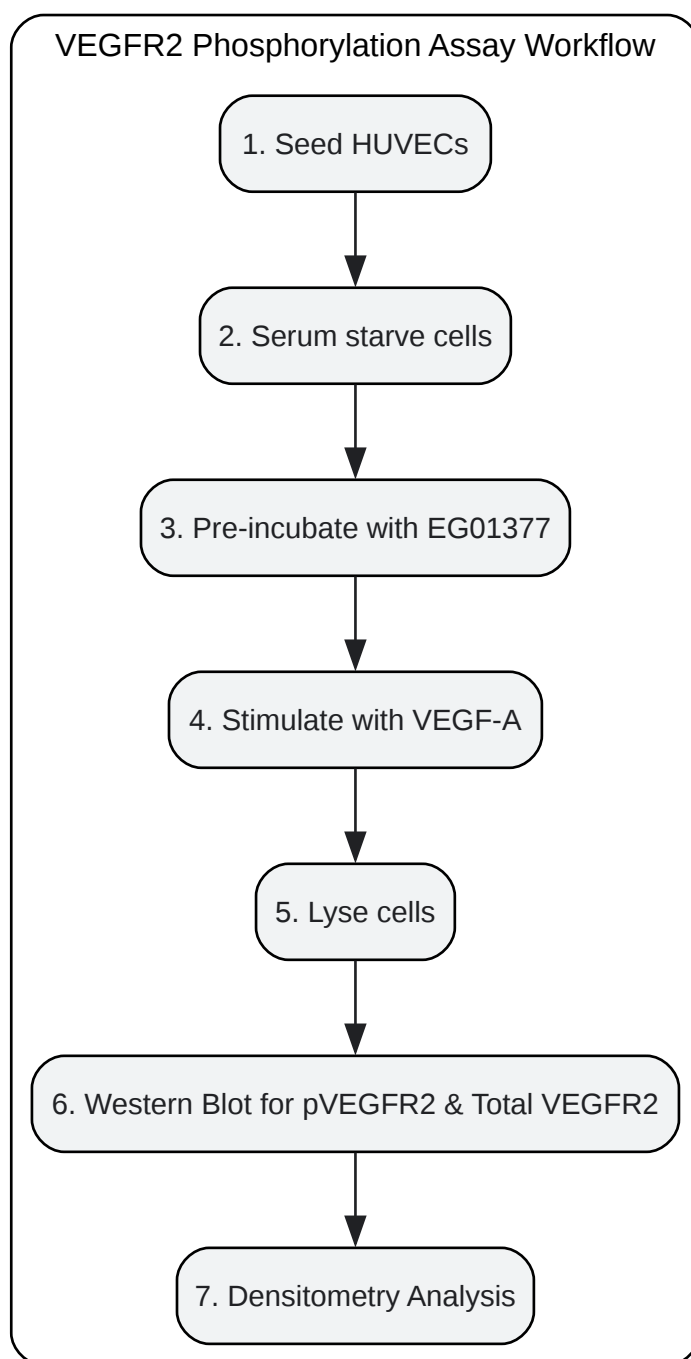 VEGFR2 Phosphorylation Assay Workflow
1. Seed HUVECs
2. Serum starve cells
3. Pre-incubate with EG01377
4. Stimulate with VEGF-A
5. Lyse cells
6. Western Blot for pVEGFR2 & Total VEGFR2
7. Densitometry Analysis